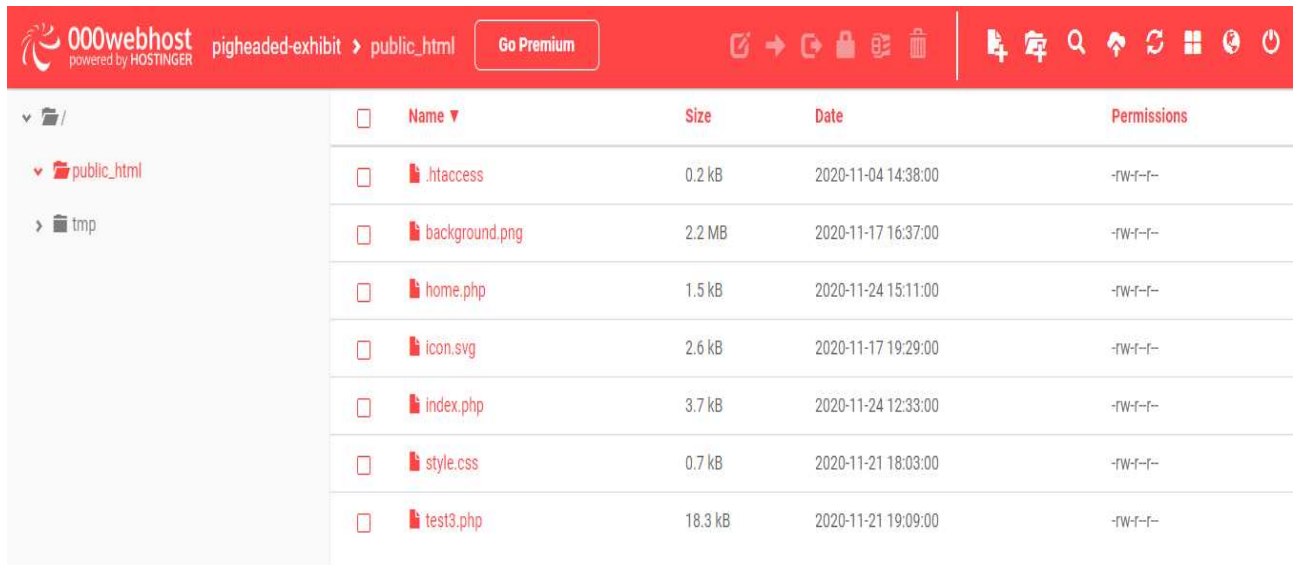 000webhost
powered by HOSTINGER
pigheaded-exhibit > public_html Go Premium
/
public_html
tmp
Name ▼ Size Date Permissions
.htaccess 0.2 kB 2020-11-04 14:38:00 -rw-r--r--
background.png 2.2 MB 2020-11-17 16:37:00 -rw-r--r--
home.php 1.5 kB 2020-11-24 15:11:00 -rw-r--r--
icon.svg 2.6 kB 2020-11-17 19:29:00 -rw-r--r--
index.php 3.7 kB 2020-11-24 12:33:00 -rw-r--r--
style.css 0.7 kB 2020-11-21 18:03:00 -rw-r--r--
test3.php 18.3 kB 2020-11-21 19:09:00 -rw-r--r--